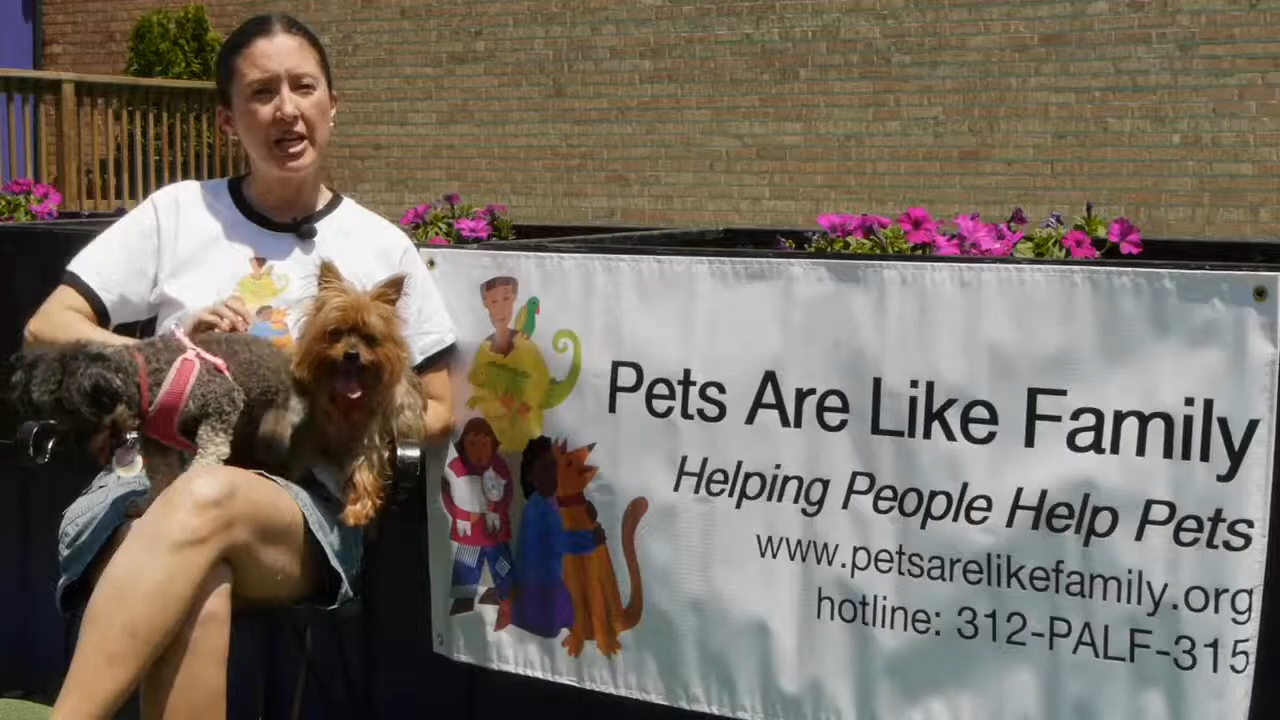 Pets Are Like Family
Helping People Help Pets
www.petsarelikefamily.org
hotline: 312-PALF-315